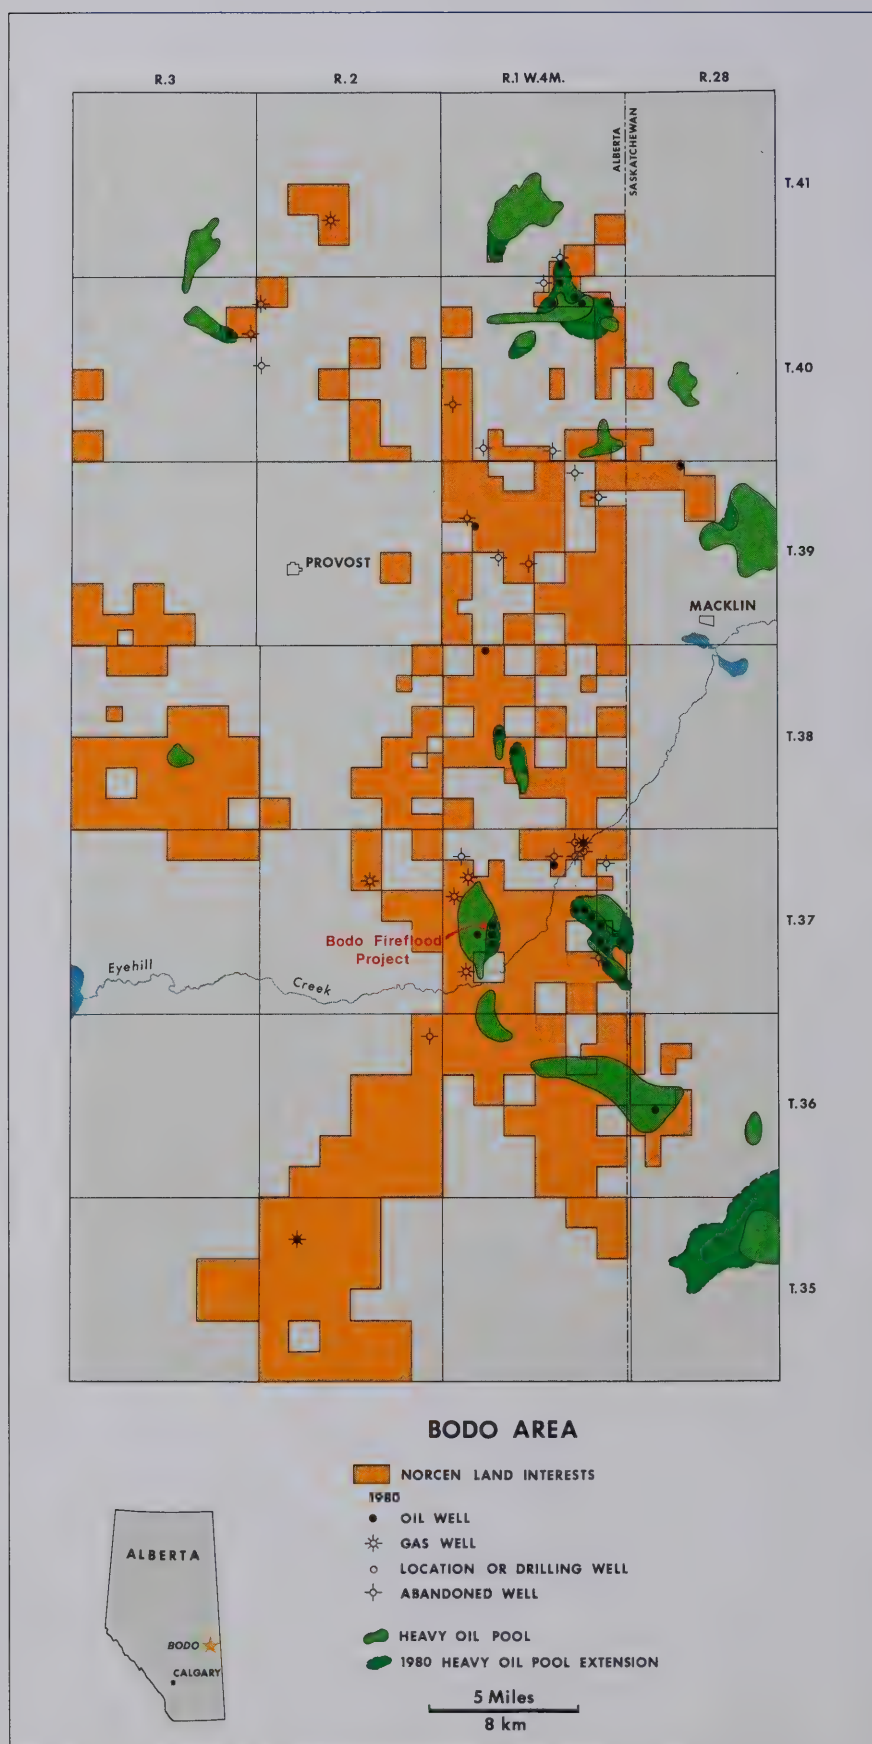 R.3
R.2
R.1 W.4M.
R.28
ALBERTA
SASKATCHEWAN
T.41
T.40
T.39
PROVOST
MACKLIN
T.38
T.37
Bodo Fireflood
Project
Eyehill
Creek
T.36
T.35
BODO AREA
NORCEN LAND INTERESTS
1980
OIL WELL
GAS WELL
LOCATION OR DRILLING WELL
ABANDONED WELL
HEAVY OIL POOL
1980 HEAVY OIL POOL EXTENSION
5 Miles
8 km
ALBERTA
BODO
CALGARY